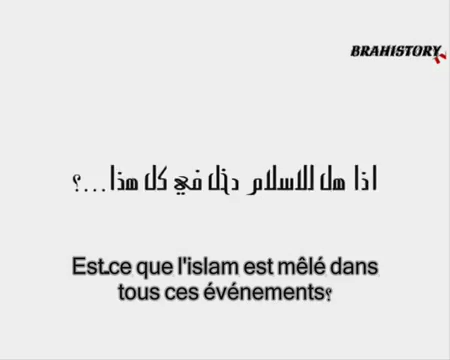 BRAHISTORY
اذا هل للاسلام دخل في كل هذا...؟
Est-ce que l'islam est mêlé dans
tous ces événements؟